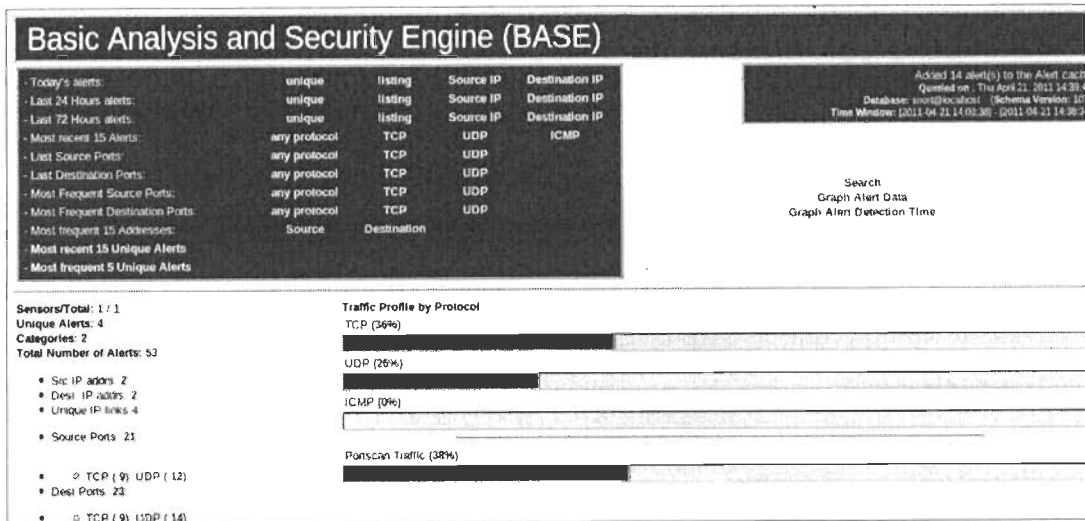 Basic Analysis and Security Engine (BASE)
- Today's alerts: unique listing Source IP Destination IP
- Last 24 Hours alerts: unique listing Source IP Destination IP
- Last 72 Hours alerts: unique listing Source IP Destination IP
- Most recent 15 Alerts: any protocol TCP UDP ICMP
- Last Source Ports: any protocol TCP UDP
- Last Destination Ports: any protocol TCP UDP
- Most Frequent Source Ports: any protocol TCP UDP
- Most Frequent Destination Ports: any protocol TCP UDP
- Most frequent 15 Addresses: Source Destination
- Most recent 15 Unique Alerts
- Most frequent 5 Unique Alerts
Added 14 alert(s) to the Alert
Queried on : Thu April 21, 2011
Database: snort@localhost (Schema Version:
Time Window: [2011-04-21 14:03:38] - [2011-04-21
Search
Graph Alert Data
Graph Alert Detection Time
Sensors/Total: 1 / 1
Unique Alerts: 4
Categories: 2
Total Number of Alerts: 53
Src IP addrs: 2
Dest. IP addrs: 2
Unique IP links 4
Source Ports: 21
TCP ( 9) UDP ( 12)
Dest Ports: 23
TCP ( 9) UDP ( 14)
Traffic Profile by Protocol
TCP (36%)
UDP (26%)
ICMP (0%)
Portscan Traffic (38%)